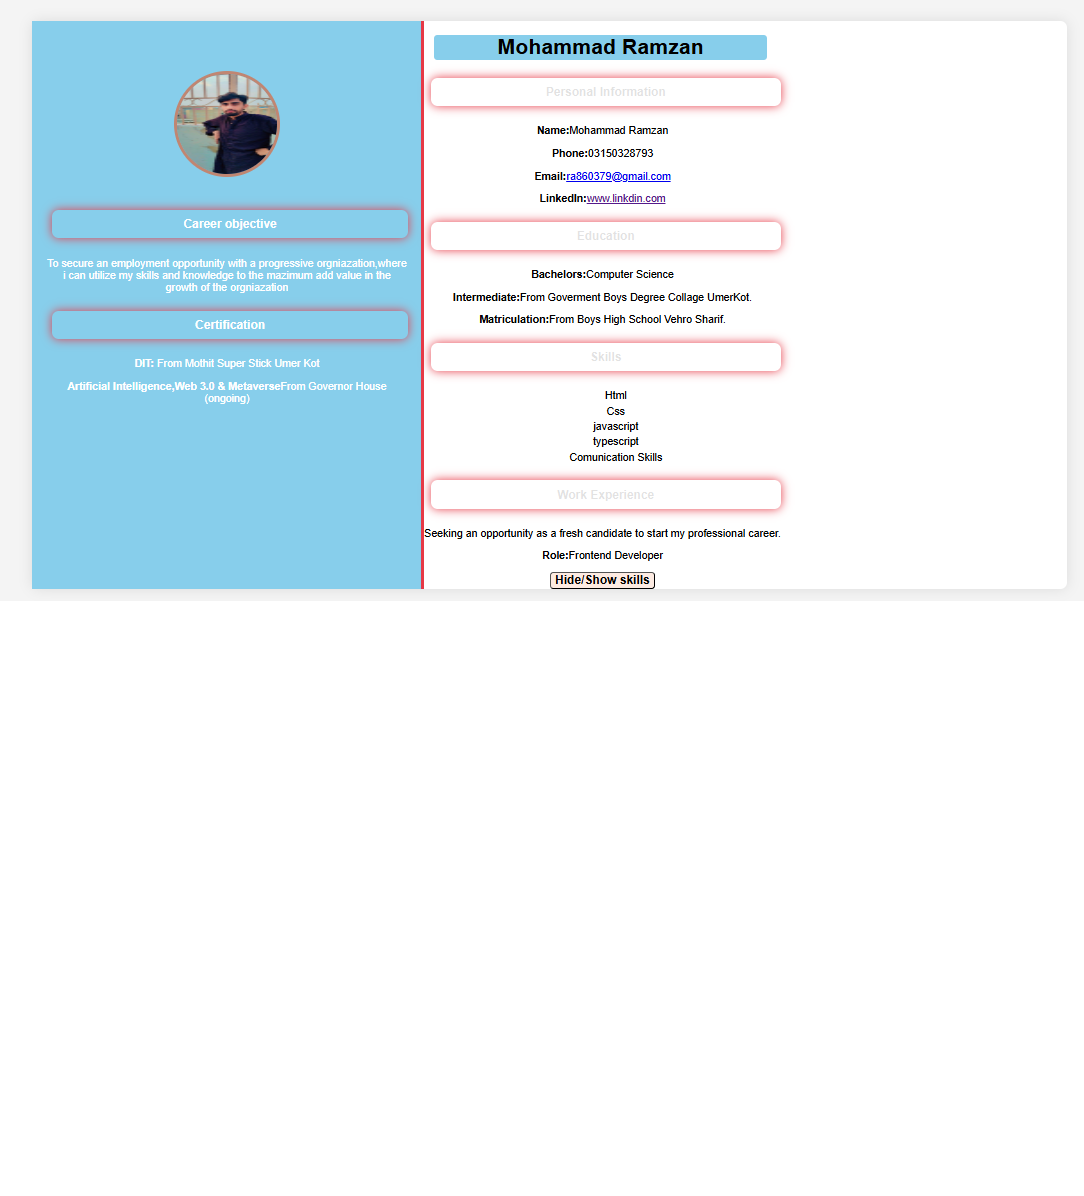 Career objective
To secure an employment opportunity with a progressive orgniazation,where
i can utilize my skills and knowledge to the mazimum add value in the
growth of the orgniazation
Certification
DIT: From Mothit Super Stick Umer Kot
Artificial Intelligence,Web 3.0 & MetaverseFrom Governor House
(ongoing)
Mohammad Ramzan
Personal Information
Name:Mohammad Ramzan
Phone:03150328793
Email:ra860379@gmail.com
LinkedIn:www.linkdin.com
Education
Bachelors:Computer Science
Intermediate:From Goverment Boys Degree Collage UmerKot.
Matriculation:From Boys High School Vehro Sharif.
Skills
Html
Css
javascript
typescript
Comunication Skills
Work Experience
Seeking an opportunity as a fresh candidate to start my professional career.
Role:Frontend Developer
Hide/Show skills